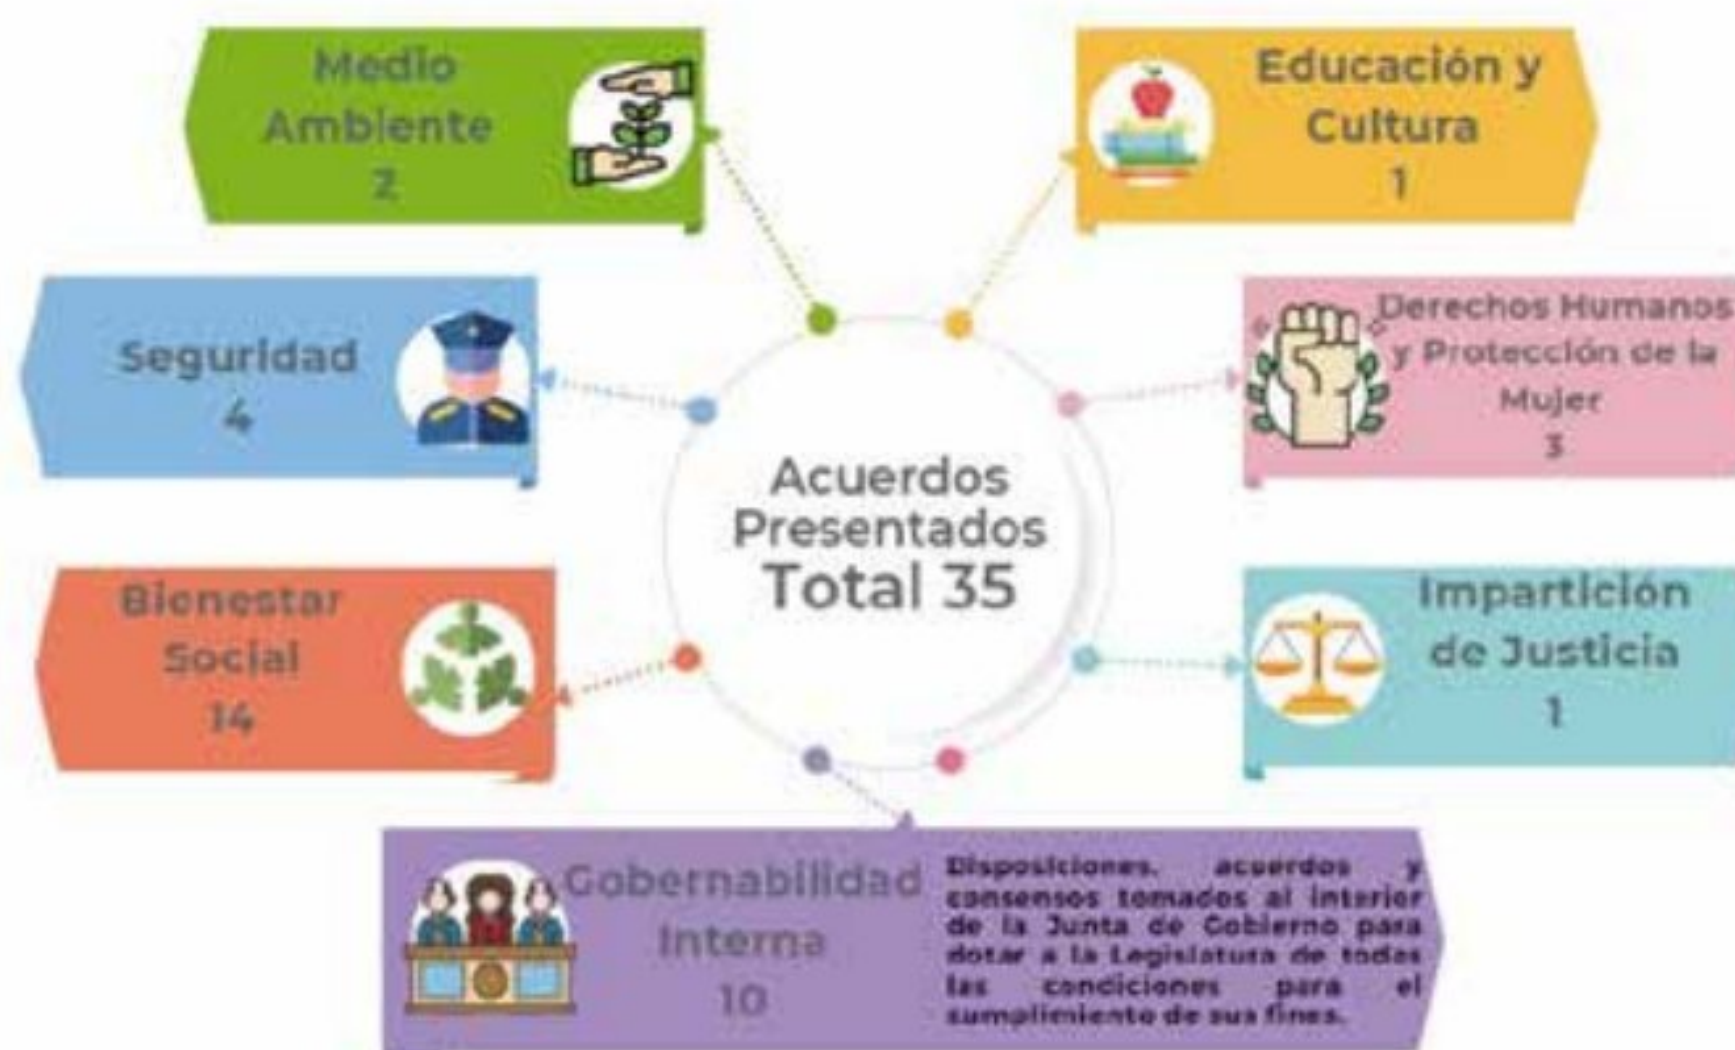 Medio
Ambiente
2
Educación y
Cultura
1
Seguridad
4
Derechos Humanos
y Protección de la
Mujer
3
Acuerdos
Presentados
Total 35
Bienestar
Social
14
Impartición
de Justicia
1
Gobernabilidad
Interna
10
Disposiciones, acuerdos y
consensos tomados al interior
de la Junta de Gobierno para
dotar a la Legislatura de todas
las condiciones para el
cumplimiento de sus fines.